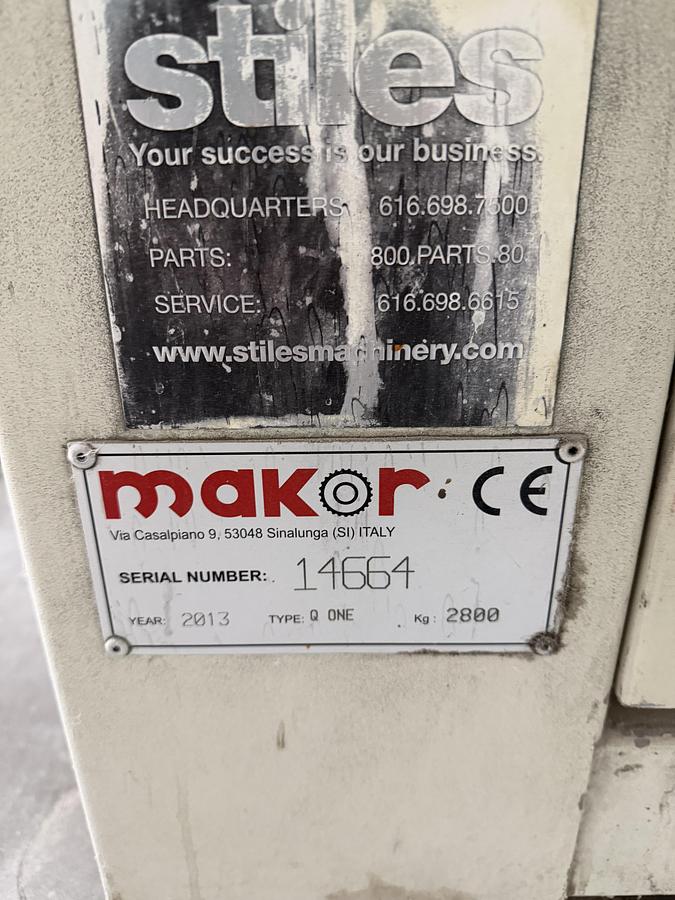 stiles
Your success is our business.
HEADQUARTERS: 616.698.7500
PARTS: 800.PARTS.80
SERVICE: 616.698.6615
www.stilesmachinery.com
makor CE
Via Casalpiano 9, 53048 Sinalunga (SI) ITALY
SERIAL NUMBER: 14664
YEAR: 2013 TYPE: Q ONE Kg: 2800